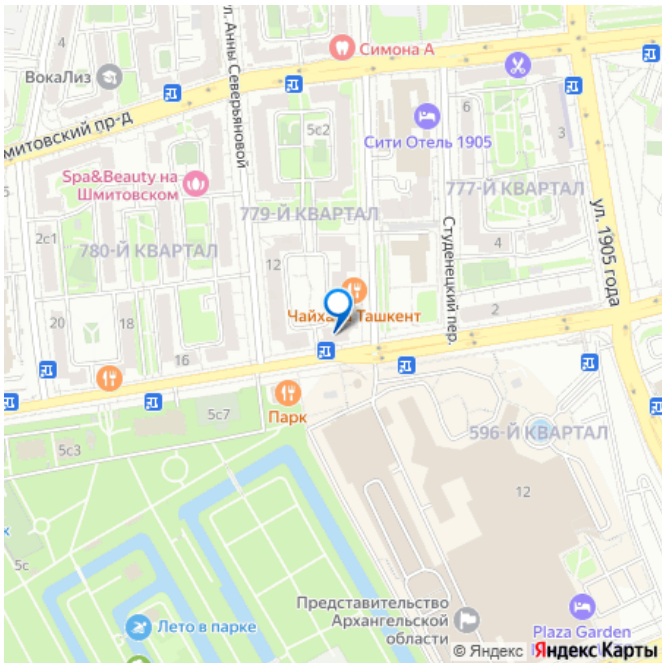 4
Симона А
ВокаЛиз
ул. Анны Северьяновой
митовский пр-д
5с2
6
3
Сити Отель 1905
Spa&Beauty на
Шмитовском
777-Й КВАРТАЛ
779-Й КВАРТАЛ
2с1
780-Й КВАРТАЛ
4
ул. 1905 года
Студенецкий пер.
12
Чайха Ташкент
20
18
2
16
5с7
Парк
5с3
596-Й КВАРТАЛ
12
к
5с
Представительство
Архангельской
области
Лето в парке
Plaza Garden
© Яндекс Яндекс Карты